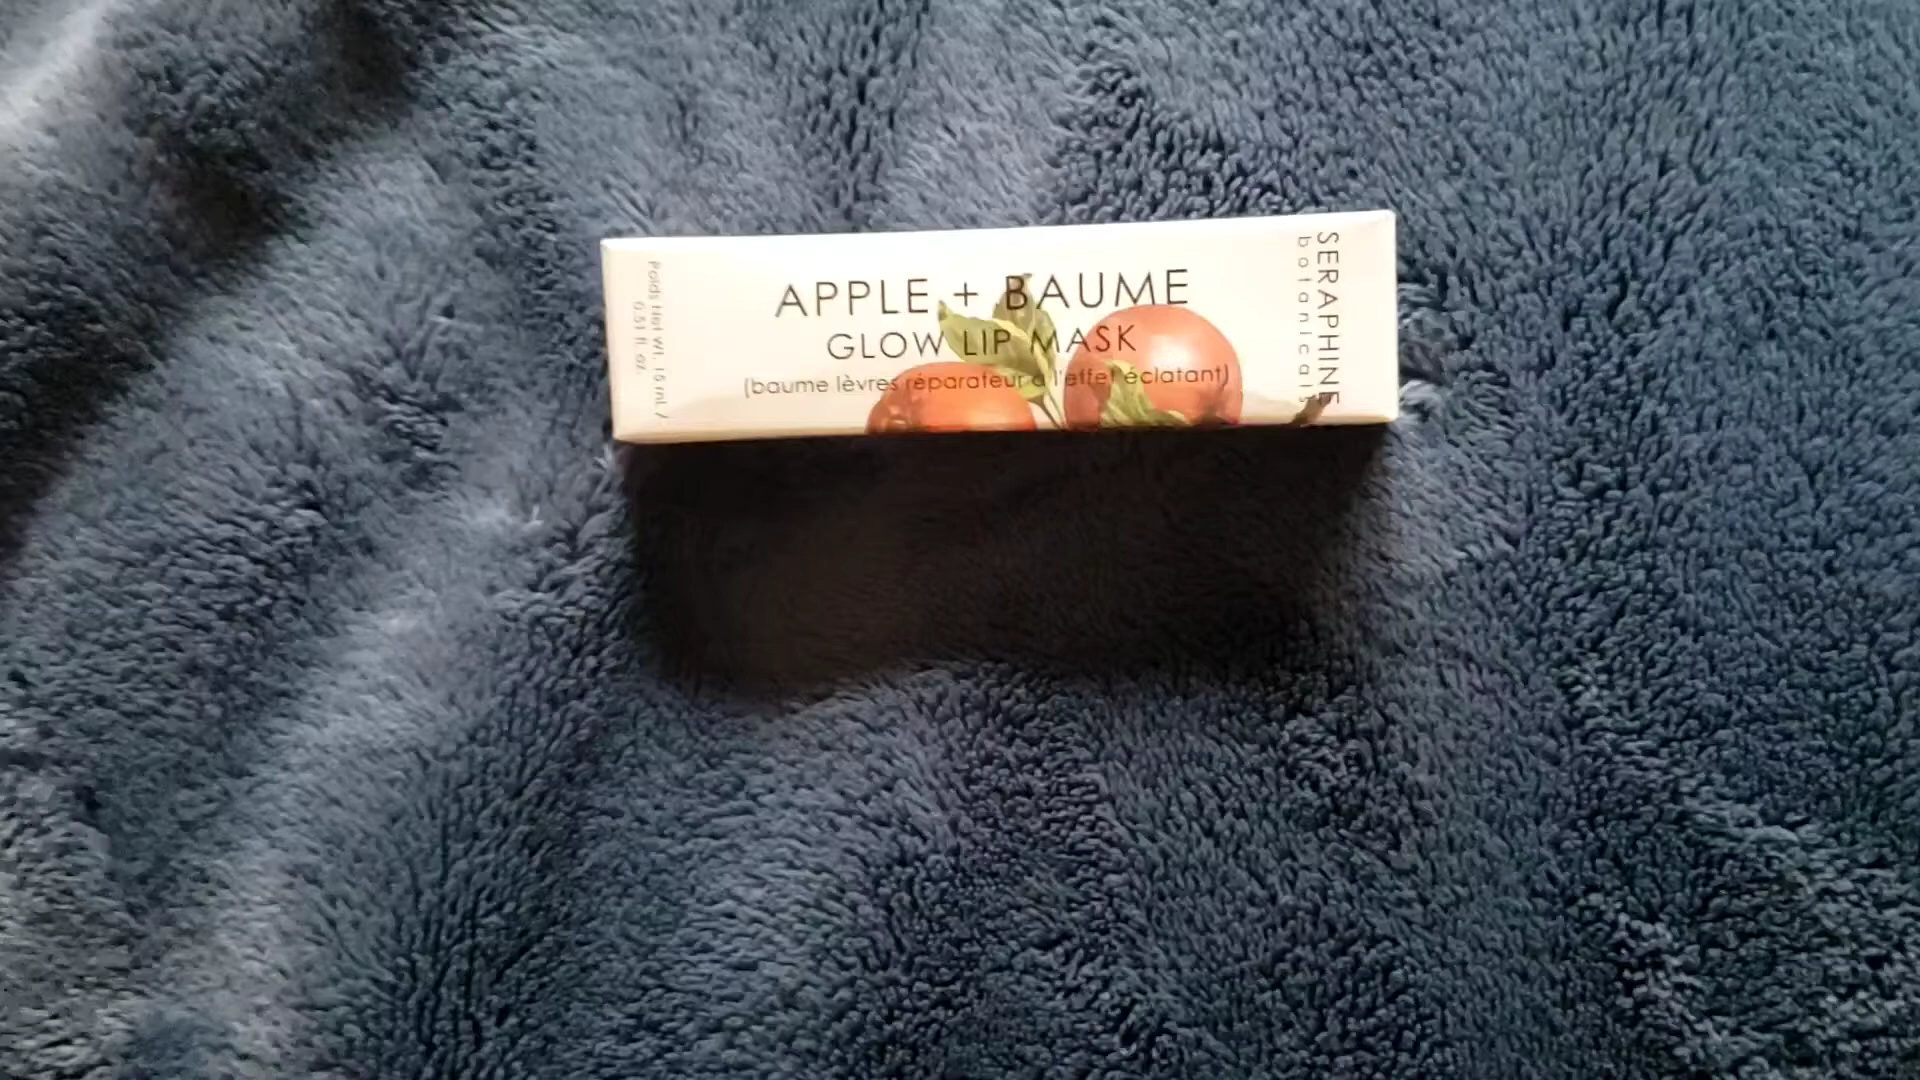 APPLE + BAUME
GLOW LIP MASK
(baume lèvres réparateur à l'effet éclatant)
SERAPHINE
botanicals
Poids Net Wt. 15 mL /
0.51 fl. oz.